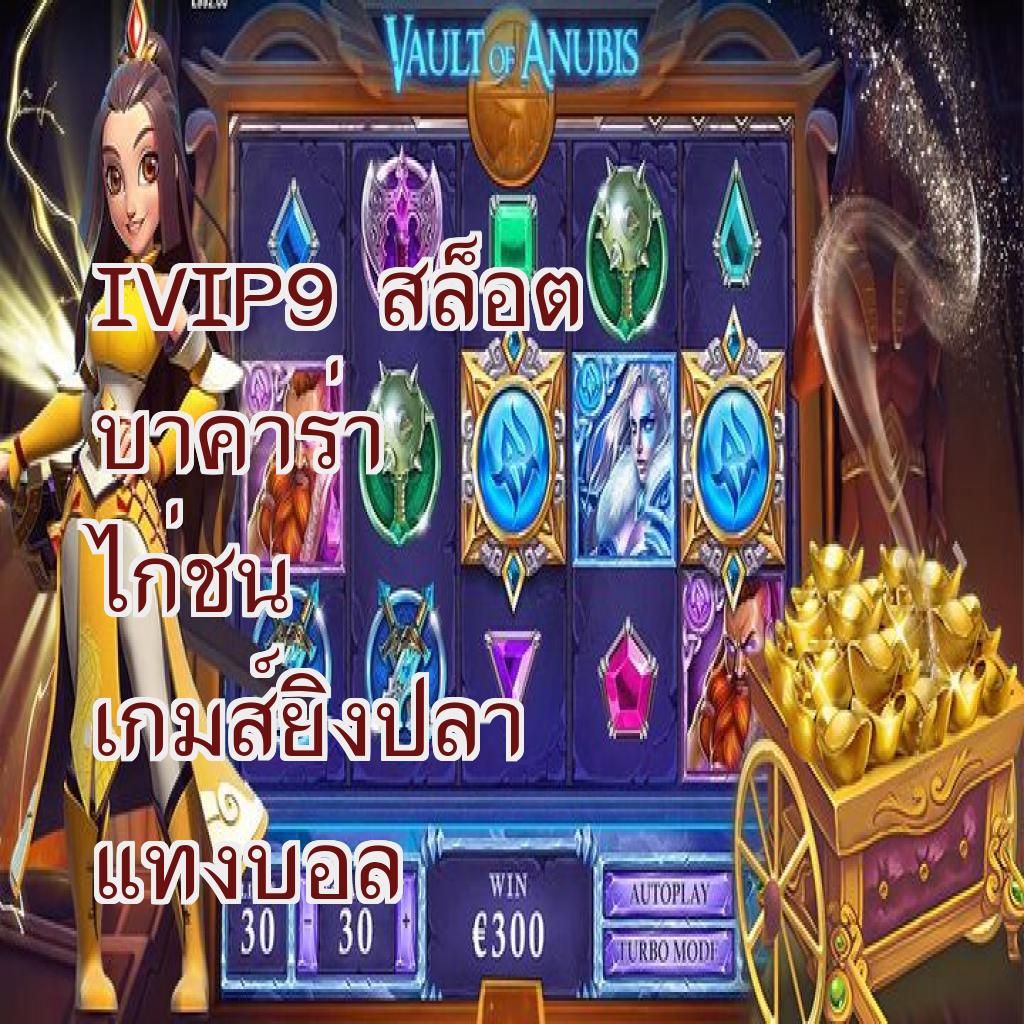 VAULT OF ANUBIS
IVIP9 สล็อต
บาคาร่า
ไก่ชน
เกมส์ยิงปลา
แทงบอล
WIN
30
- 30 +
€300
AUTOPLAY
TURBO MODE